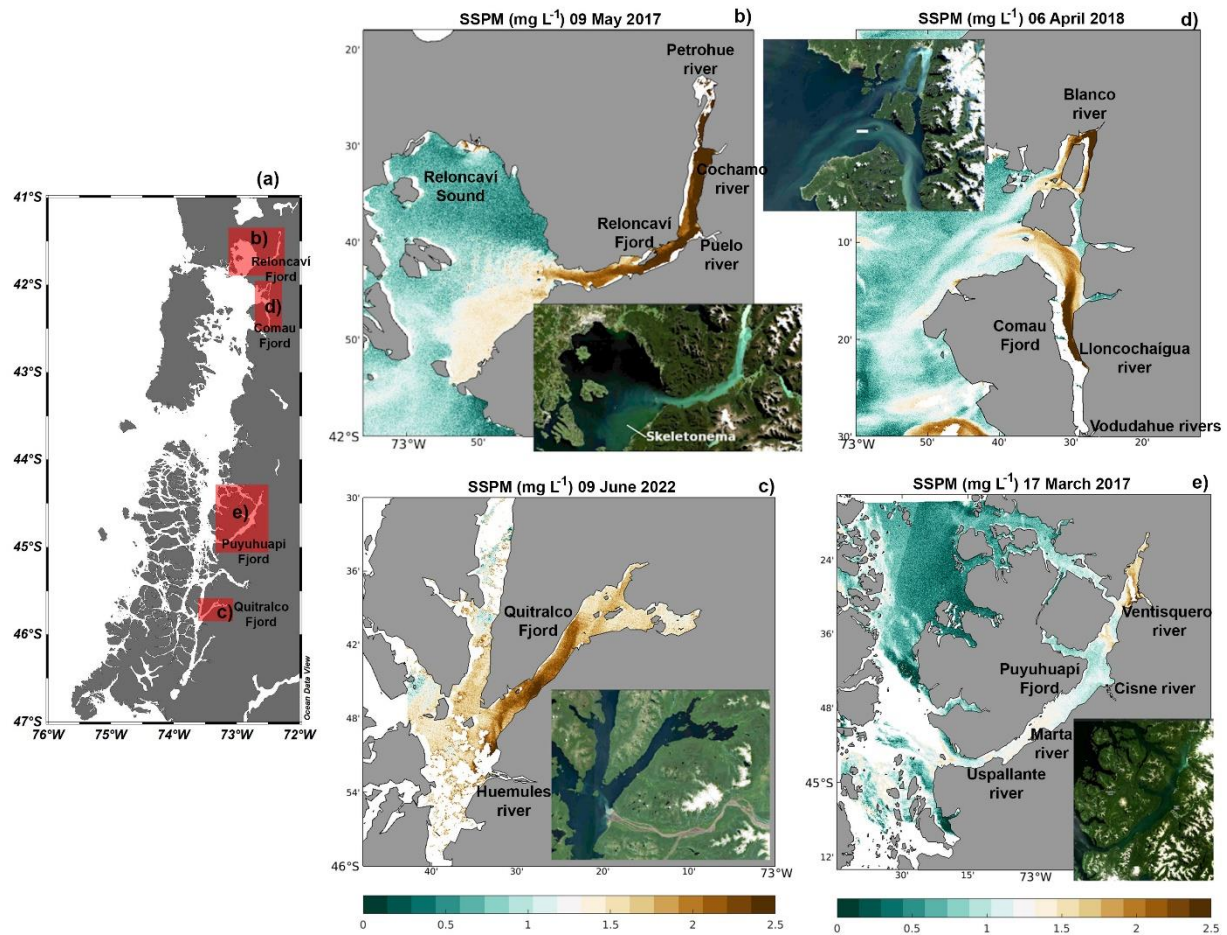 (a)
41°S
42°S
43°S
44°S
45°S
46°S
47°S
76°W
75°W
74°W
73°W
72°W
b)
Reloncaví
Fjord
d)
Comau
Fjord
e)
Puyuhuapi
Fjord
c)
Quitralco
Fjord
Ocean Data View
SSPM (mg L-1) 09 May 2017
b)
20'
30'
40'
50'
42°S
73°W
50'
Petrohue
river
Cochamo
river
Reloncaví
Sound
Reloncaví
Fjord
Puelo
river
Skeletonema
SSPM (mg L-1) 06 April 2018
d)
42°S
10'
20'
30'
73°W
50'
40'
30'
20'
Blanco
river
Comau
Fjord
Lloncochaígua
river
Vodudahue rivers
SSPM (mg L-1) 09 June 2022
c)
30'
36'
42'
48'
54'
46°S
40'
30'
20'
10'
73°W
Quitralco
Fjord
Huemules
river
0
0.5
1
1.5
2
2.5
SSPM (mg L-1) 17 March 2017
e)
24'
36'
48'
45°S
12'
30'
15'
73°W
Ventisquero
river
Puyuhuapi
Fjord
Cisne river
Marta
river
Uspallante
river
0
0.5
1
1.5
2
2.5